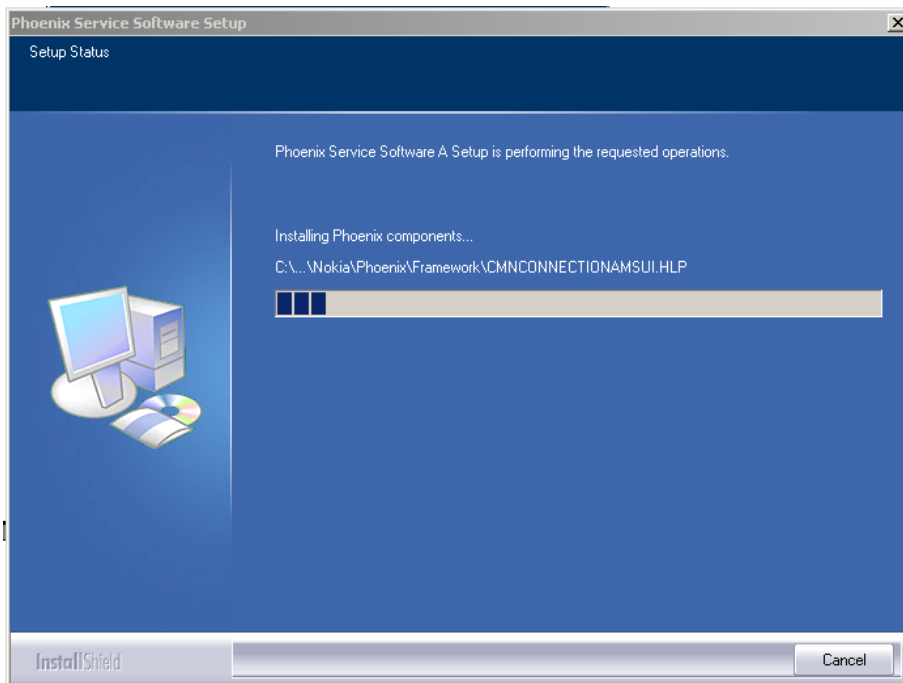 Phoenix Service Software Setup
Setup Status
Phoenix Service Software A Setup is performing the requested operations.
Installing Phoenix components...
C:\...\Nokia\Phoenix\Framework\CMNCONNECTIONAMSUI.HLP
InstallShield
Cancel